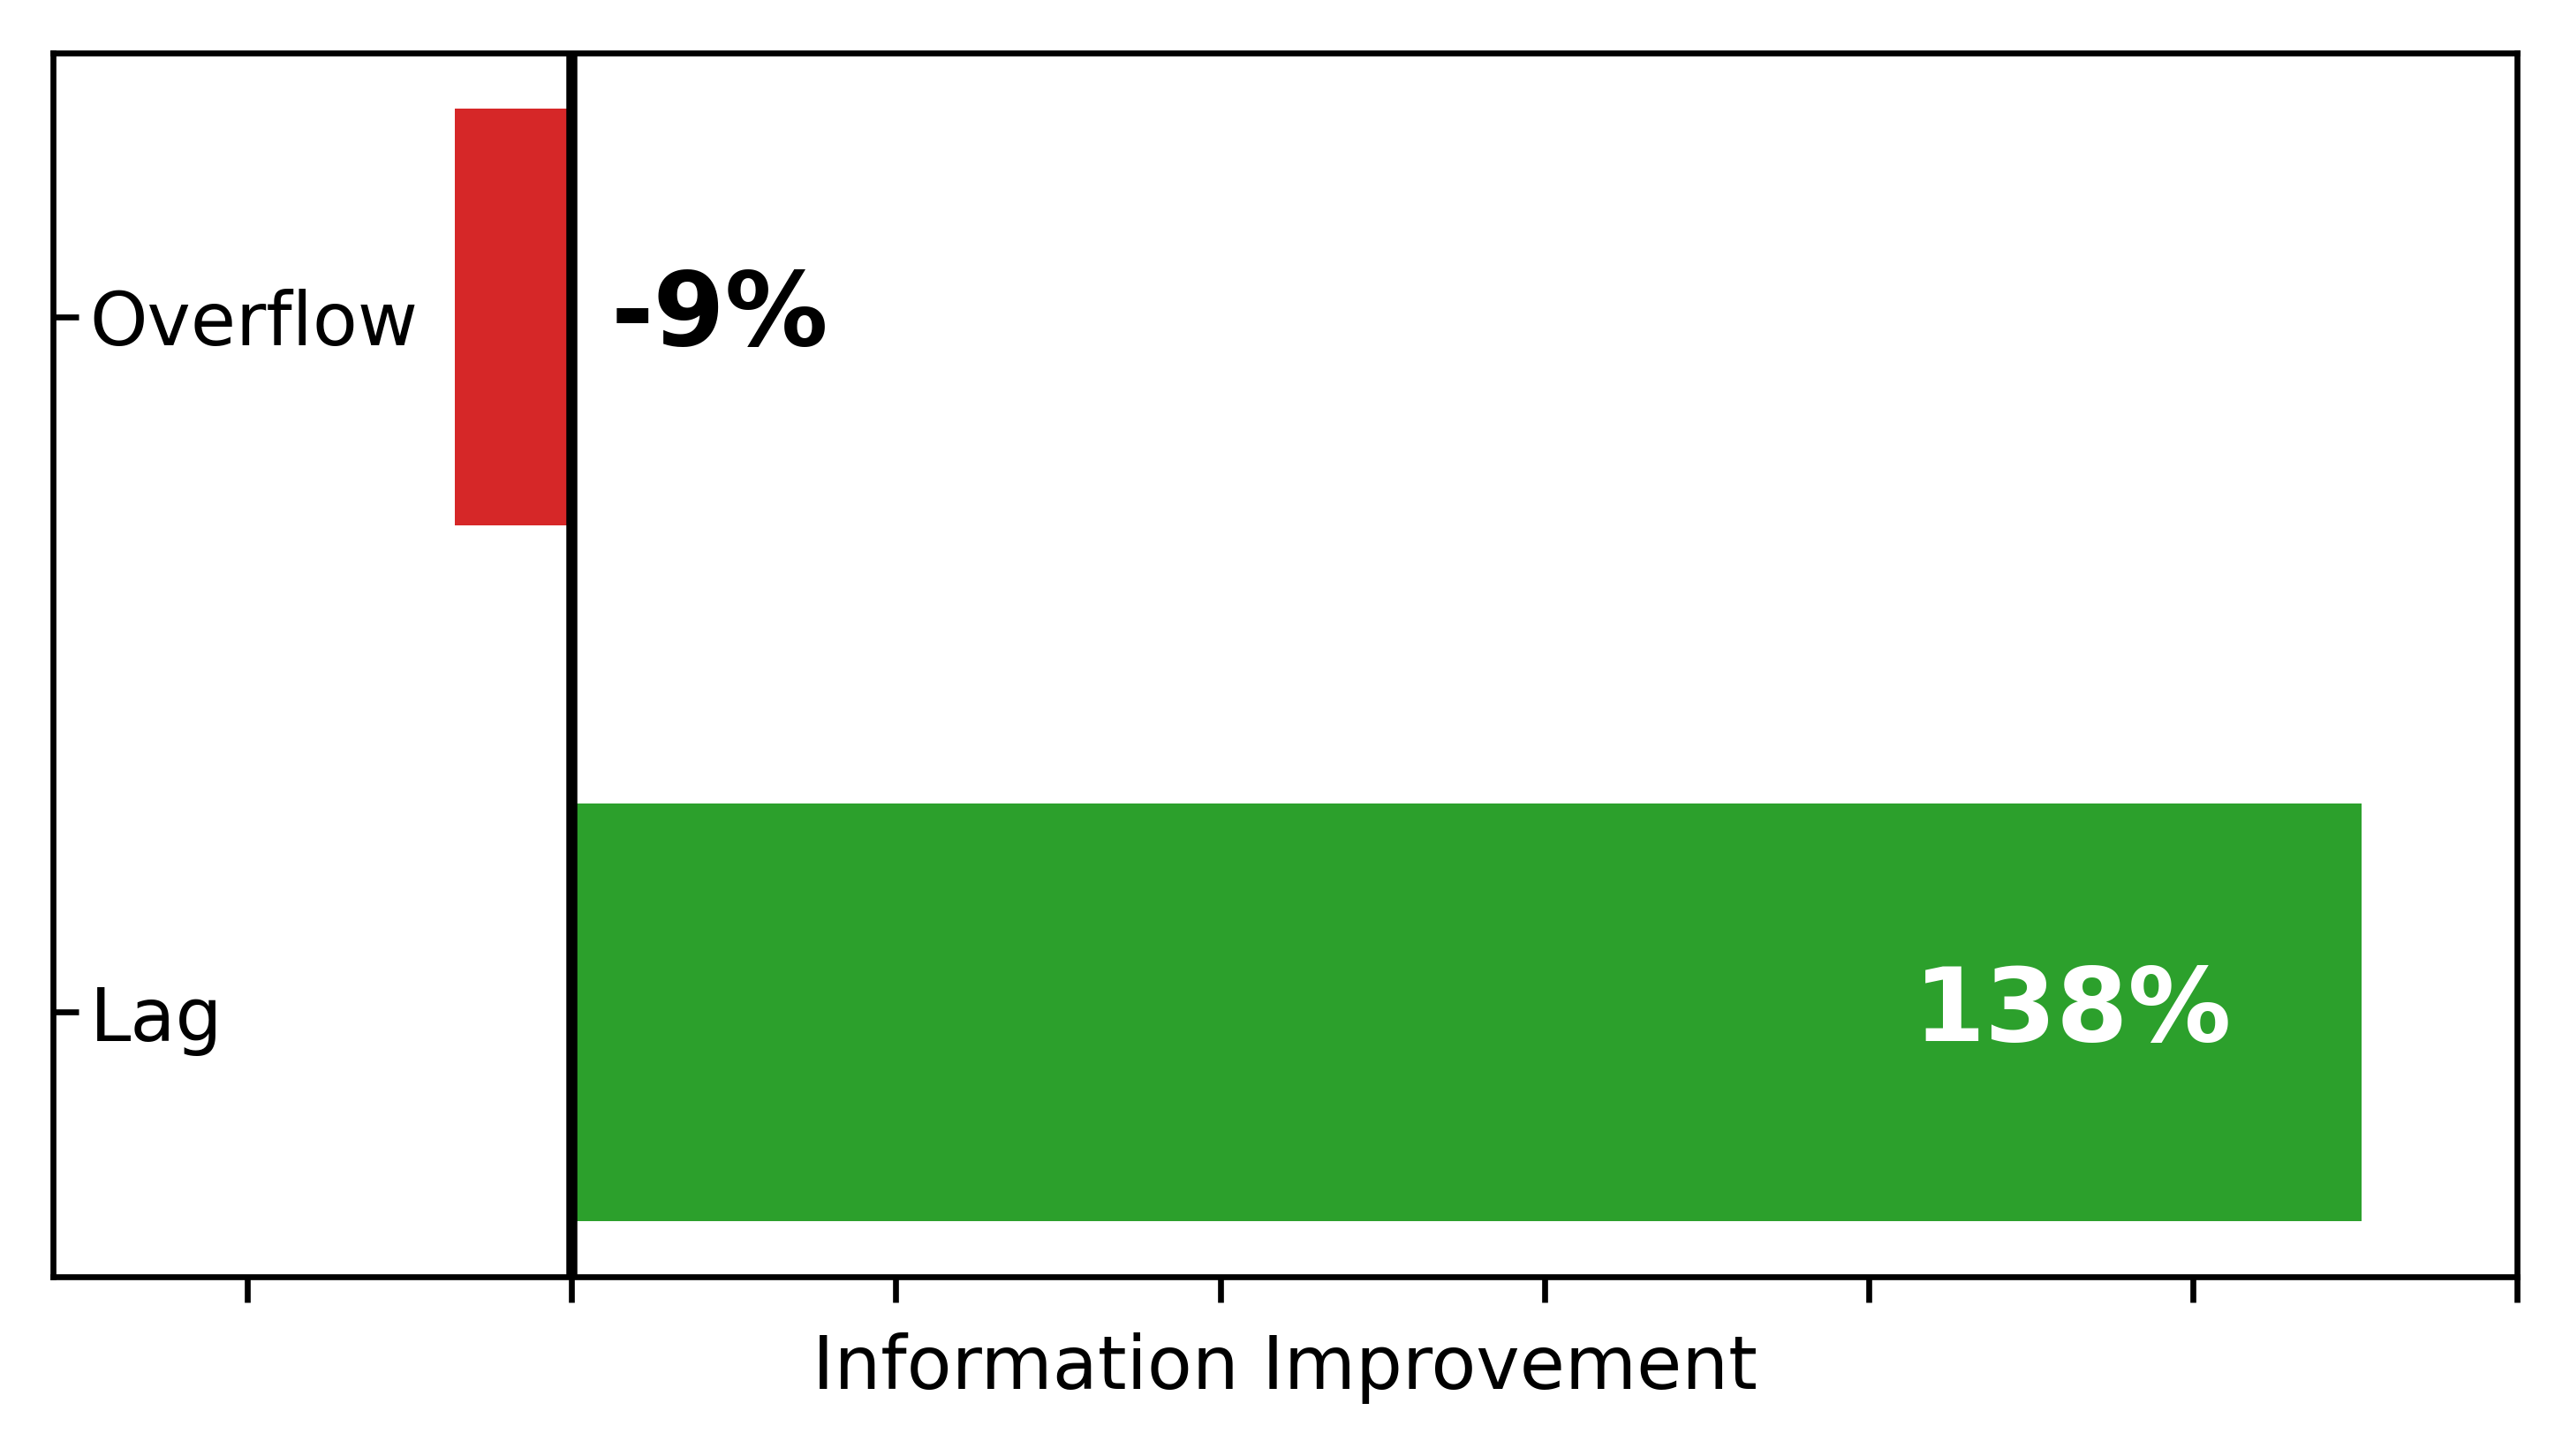 Overflow
-9%
Lag
138%
Information Improvement